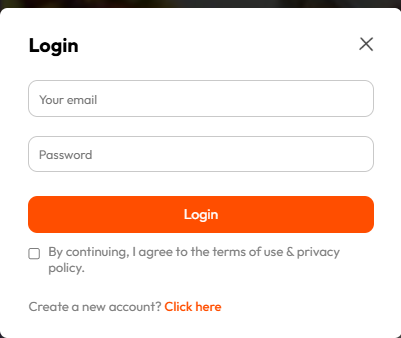 Login
Your email
Password
Login
By continuing, I agree to the terms of use & privacy
policy.
Create a new account? Click here